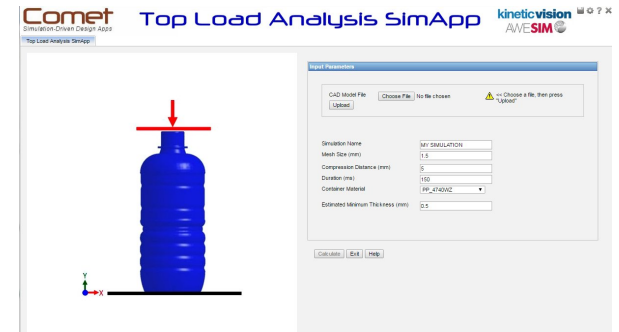 Comet
Simulation-Driven Design Apps
Top Load Analysis SimApp
kineticvision
AWESIM
Top Load Analysis SimApp
Input Parameters
CAD Model File
Choose File
No file chosen
<< Choose a file, then press
"Upload"
Upload
Simulation Name
MY SIMULATION
Mesh Size (mm)
1.5
Compression Distance (mm)
5
Duration (ms)
150
Container Material
PP_4740WZ
Estimated Minimum Thickness (mm)
0.5
Calculate
Exit
Help
Y
X